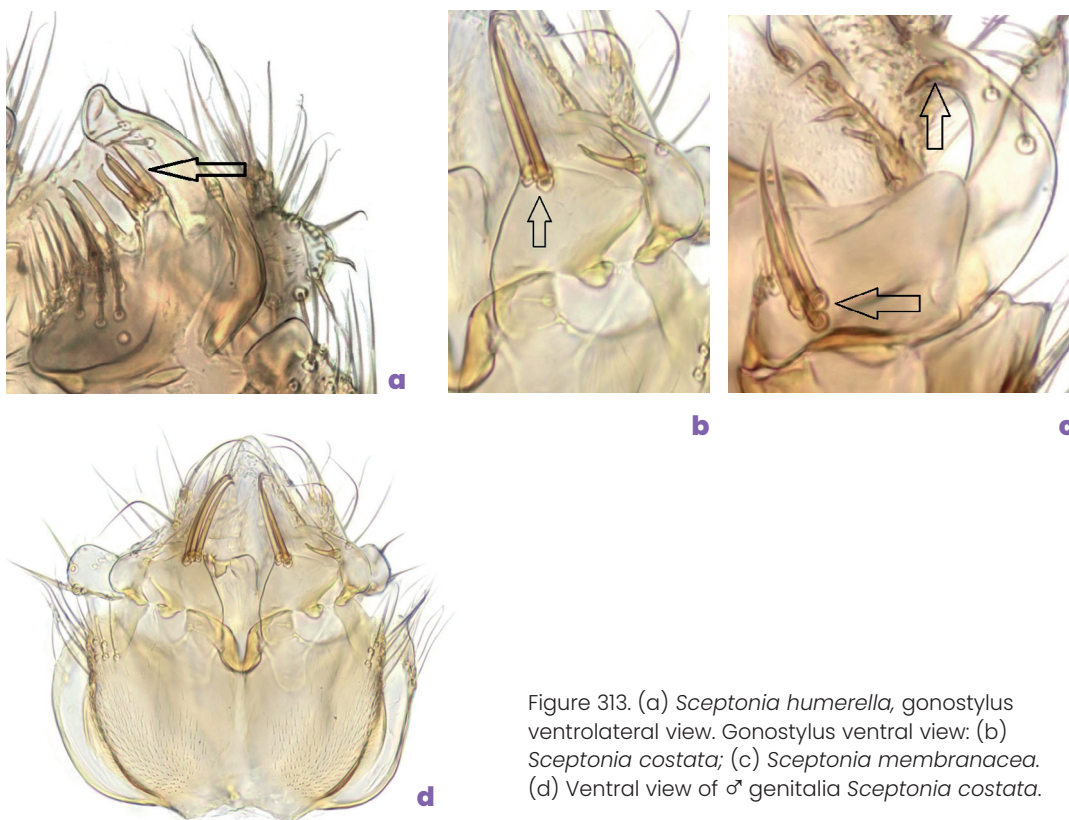 a
b
c
d
Figure 313. (a) Sceptonia humerella, gonostylus
ventrolateral view. Gonostylus ventral view: (b)
Sceptonia costata; (c) Sceptonia membranacea.
(d) Ventral view of ♂ genitalia Sceptonia costata.